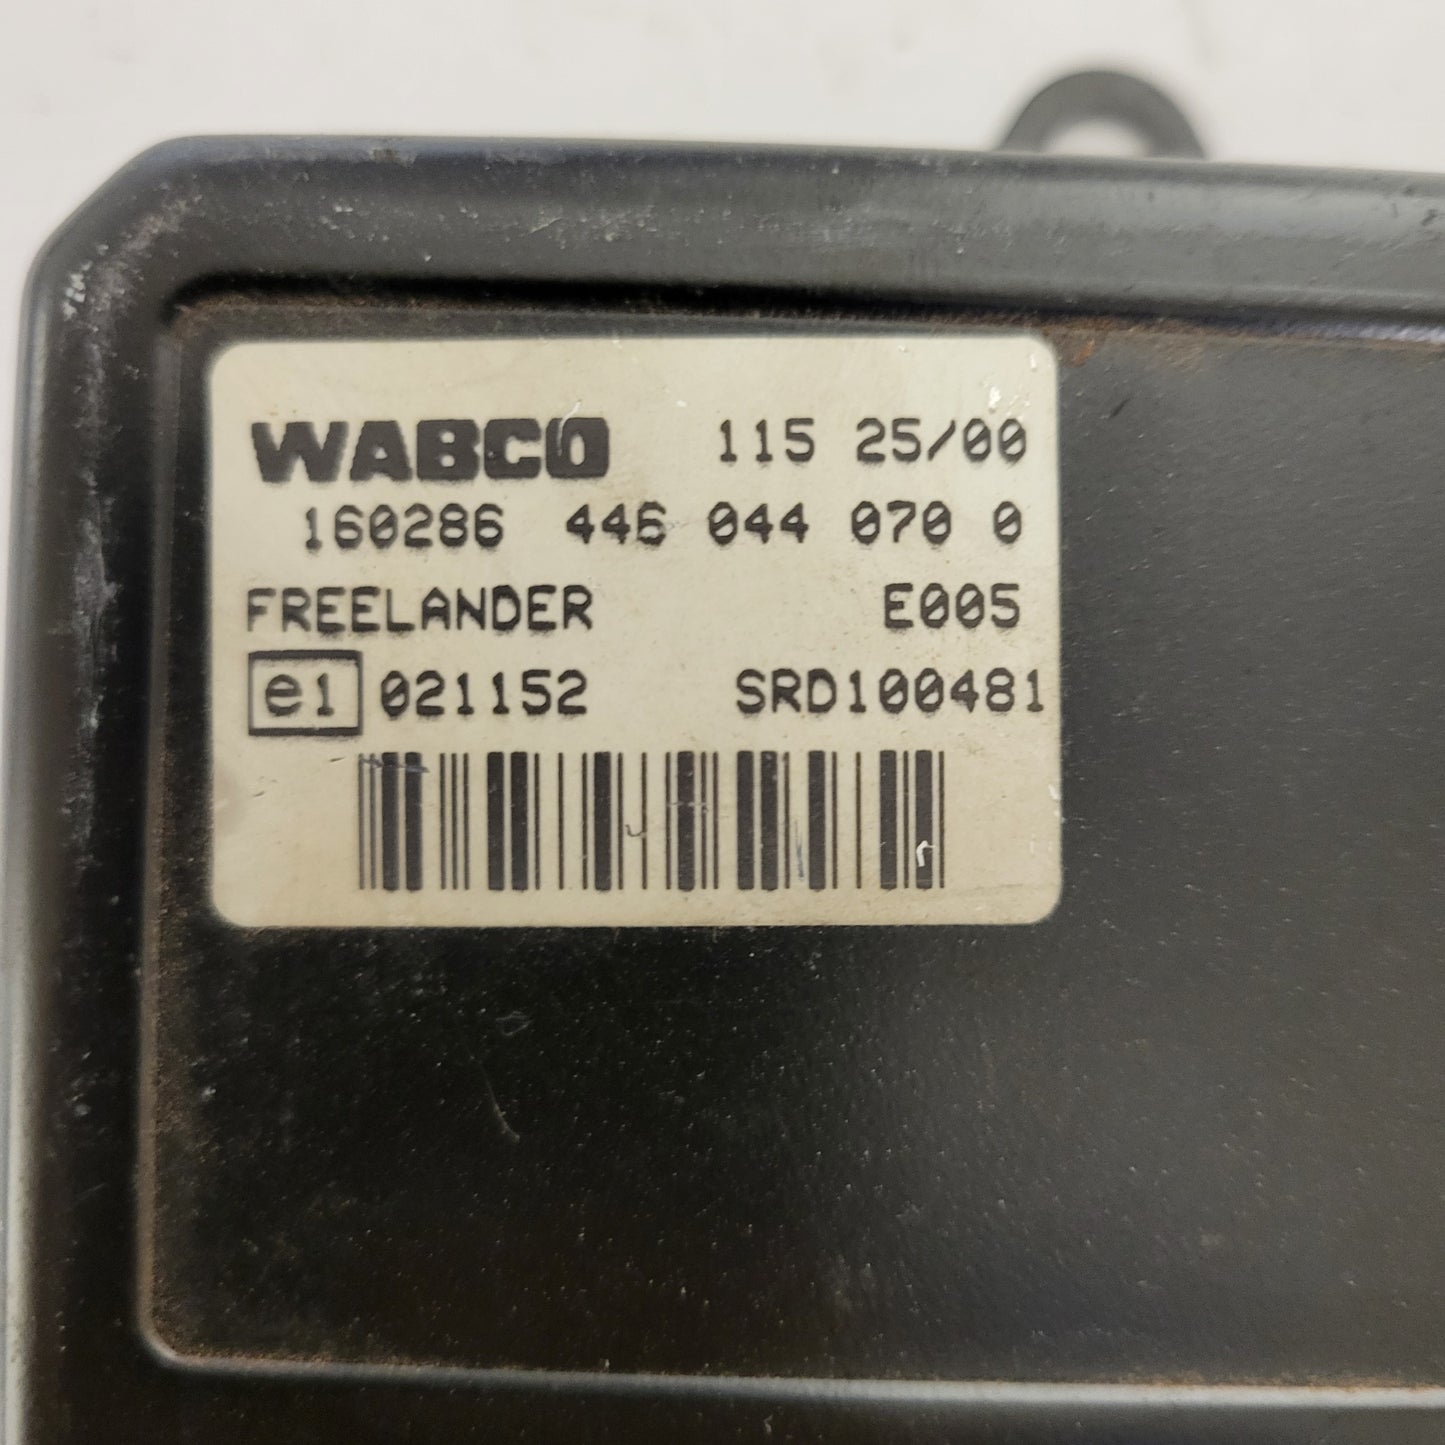 WABCO 115 25/00
160286 446 044 070 0
FREELANDER E005
e1 021152 SRD100481